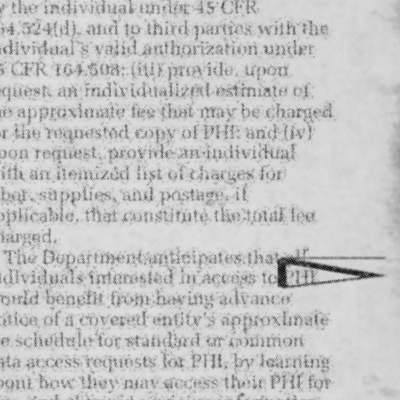 the individual under 45 CFR
164.524(d), and to third parties with the
individual's valid authorization under
CFR 164.508; (iii) provide, upon
request, an individualized estimate of
the approximate fee that may be charged
for the requested copy of PHI; and (iv)
upon request, provide an individual
with an itemized list of charges for
labor, supplies, and postage, if
applicable, that constitute the total fee
charged.
The Department anticipates that
individuals interested in access to PHI
would benefit from having advance
notice of a covered entity's approximate
fee schedule for standard or common
data access requests for PHI, by learning
about how they may access their PHI for